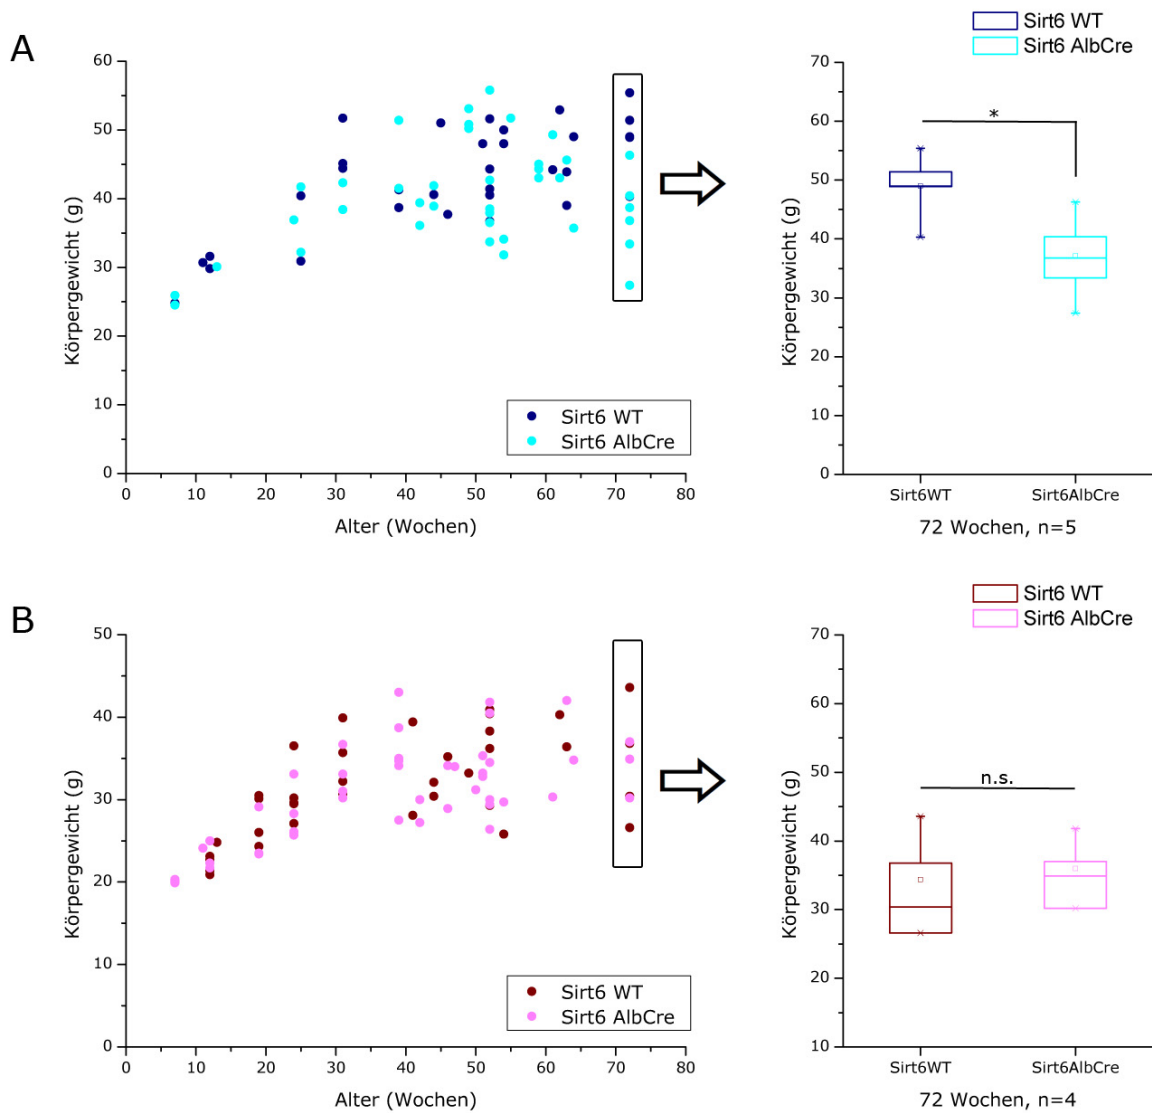 A
Sirt6 WT
Sirt6 AlbCre
60
50
40
30
20
10
0
Körpergewicht (g)
0 10 20 30 40 50 60 70 80
Alter (Wochen)
Sirt6 WT
Sirt6 AlbCre
70
60
50
40
30
20
10
0
Körpergewicht (g)
*
Sirt6WT Sirt6AlbCre
72 Wochen, n=5
B
Sirt6 WT
Sirt6 AlbCre
50
40
30
20
10
0
Körpergewicht (g)
0 10 20 30 40 50 60 70 80
Alter (Wochen)
Sirt6 WT
Sirt6 AlbCre
70
60
50
40
30
20
10
Körpergewicht (g)
n.s.
Sirt6WT Sirt6AlbCre
72 Wochen, n=4